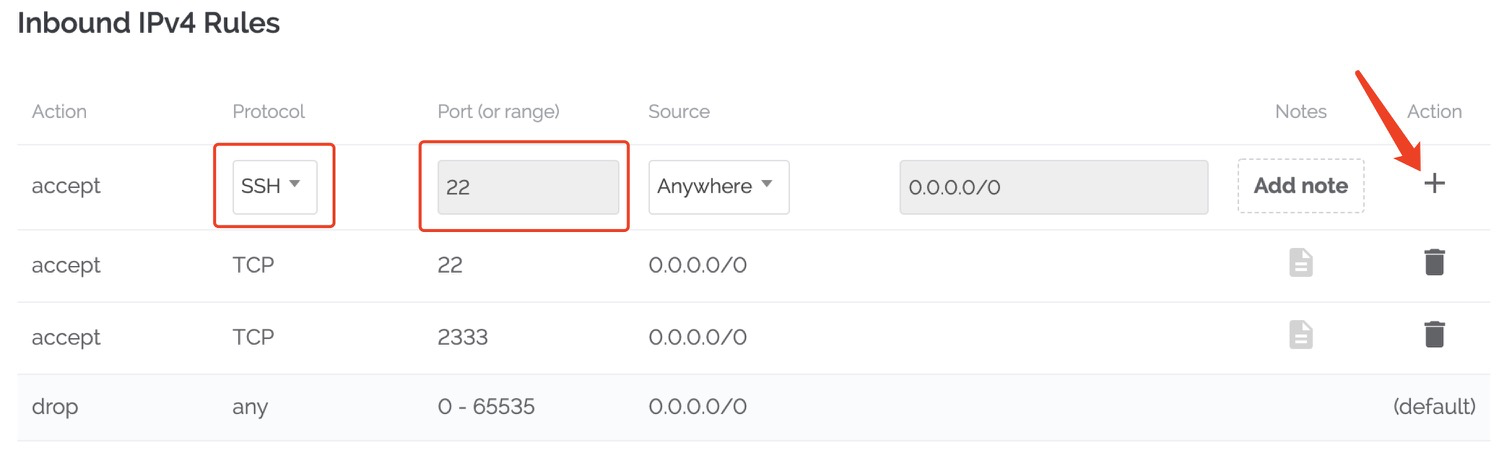 Inbound IPv4 Rules
Action Protocol Port (or range) Source Notes Action
accept SSH 22 Anywhere 0.0.0.0/0 Add note
accept TCP 22 0.0.0.0/0
accept TCP 2333 0.0.0.0/0
drop any 0 - 65535 0.0.0.0/0 (default)